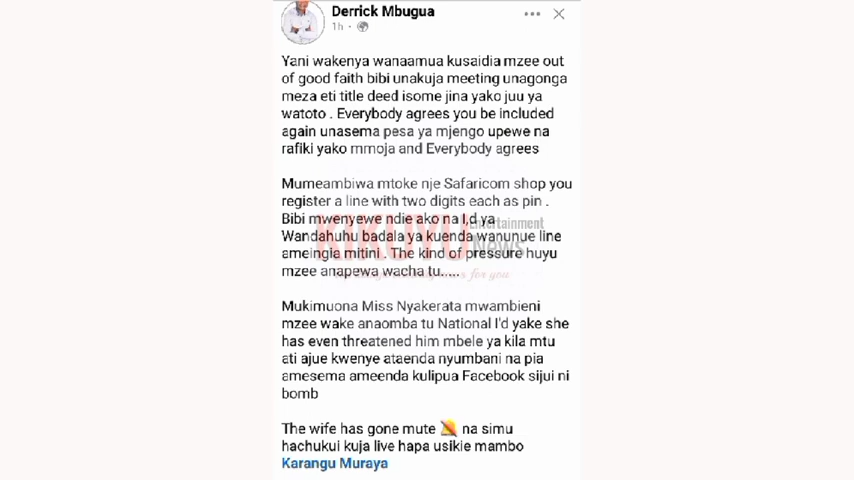 Derrick Mbugua
1h
Yani wakenya wanaamua kusaidia mzee out
of good faith bibi unakuja meeting unagonga
meza eti title deed isome jina yako juu ya
watoto . Everybody agrees you be included
again unasema pesa ya mjengo upewe na
rafiki yako mmoja and Everybody agrees
Mumeambiwa mtoke nje Safaricom shop you
register a line with two digits each as pin .
Bibi mwenyewe ndie ako na I,d ya
Wandahuhu badala ya kuenda wanunue line
ameingia mitini . The kind of pressure huyu
mzee anapewa wacha tu.....
KIKUYU Entertainment
News
for you
Mukimuona Miss Nyakerata mwambieni
mzee wake anaomba tu National I'd yake she
has even threatened him mbele ya kila mtu
ati ajue kwenye ataenda nyumbani na pia
amesema ameenda kulipua Facebook sijui ni
bomb
The wife has gone mute 🔕 na simu
hachukui kuja live hapa usikie mambo
Karangu Muraya